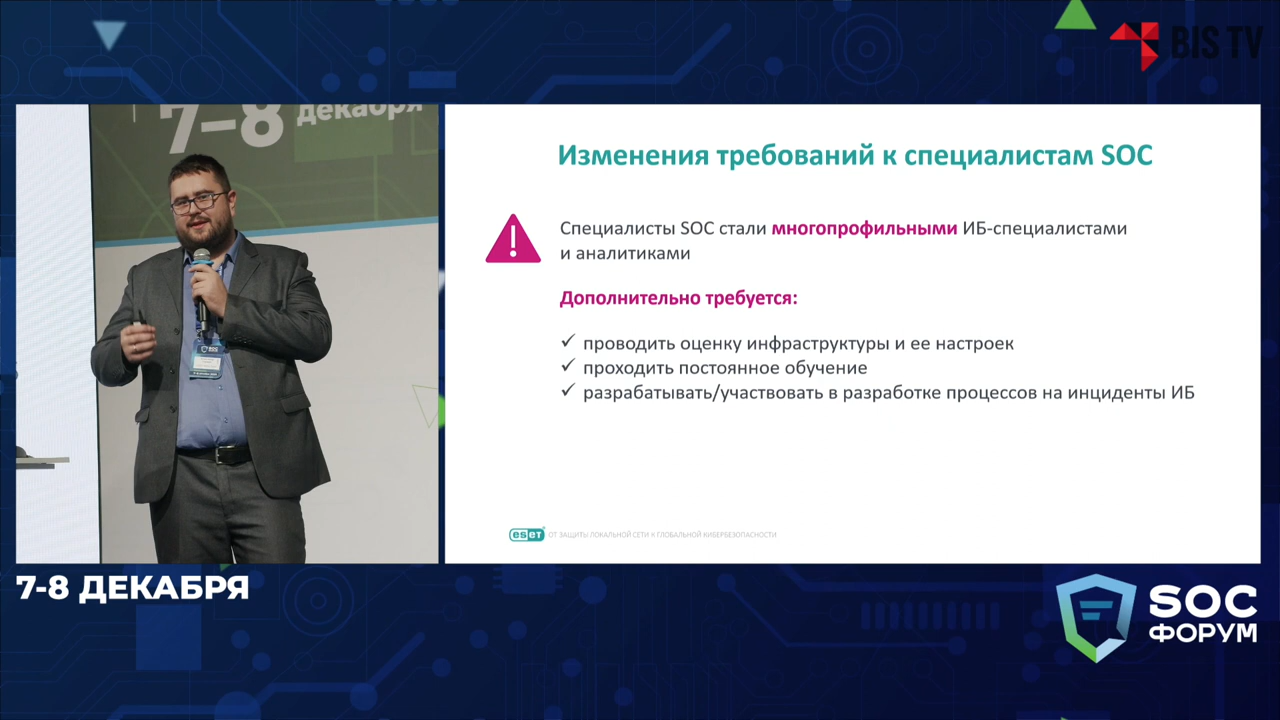 BIS TV
7–8 декабря
Изменения требований к специалистам SOC
Специалисты SOC стали многопрофильными ИБ-специалистами
и аналитиками
Дополнительно требуется:
✓ проводить оценку инфраструктуры и ее настроек
✓ проходить постоянное обучение
✓ разрабатывать/участвовать в разработке процессов на инциденты ИБ
eseт ОТ ЗАЩИТЫ ЛОКАЛЬНОЙ СЕТИ К ГЛОБАЛЬНОЙ КИБЕРБЕЗОПАСНОСТИ
7-8 ДЕКАБРЯ
SOC
ФОРУМ